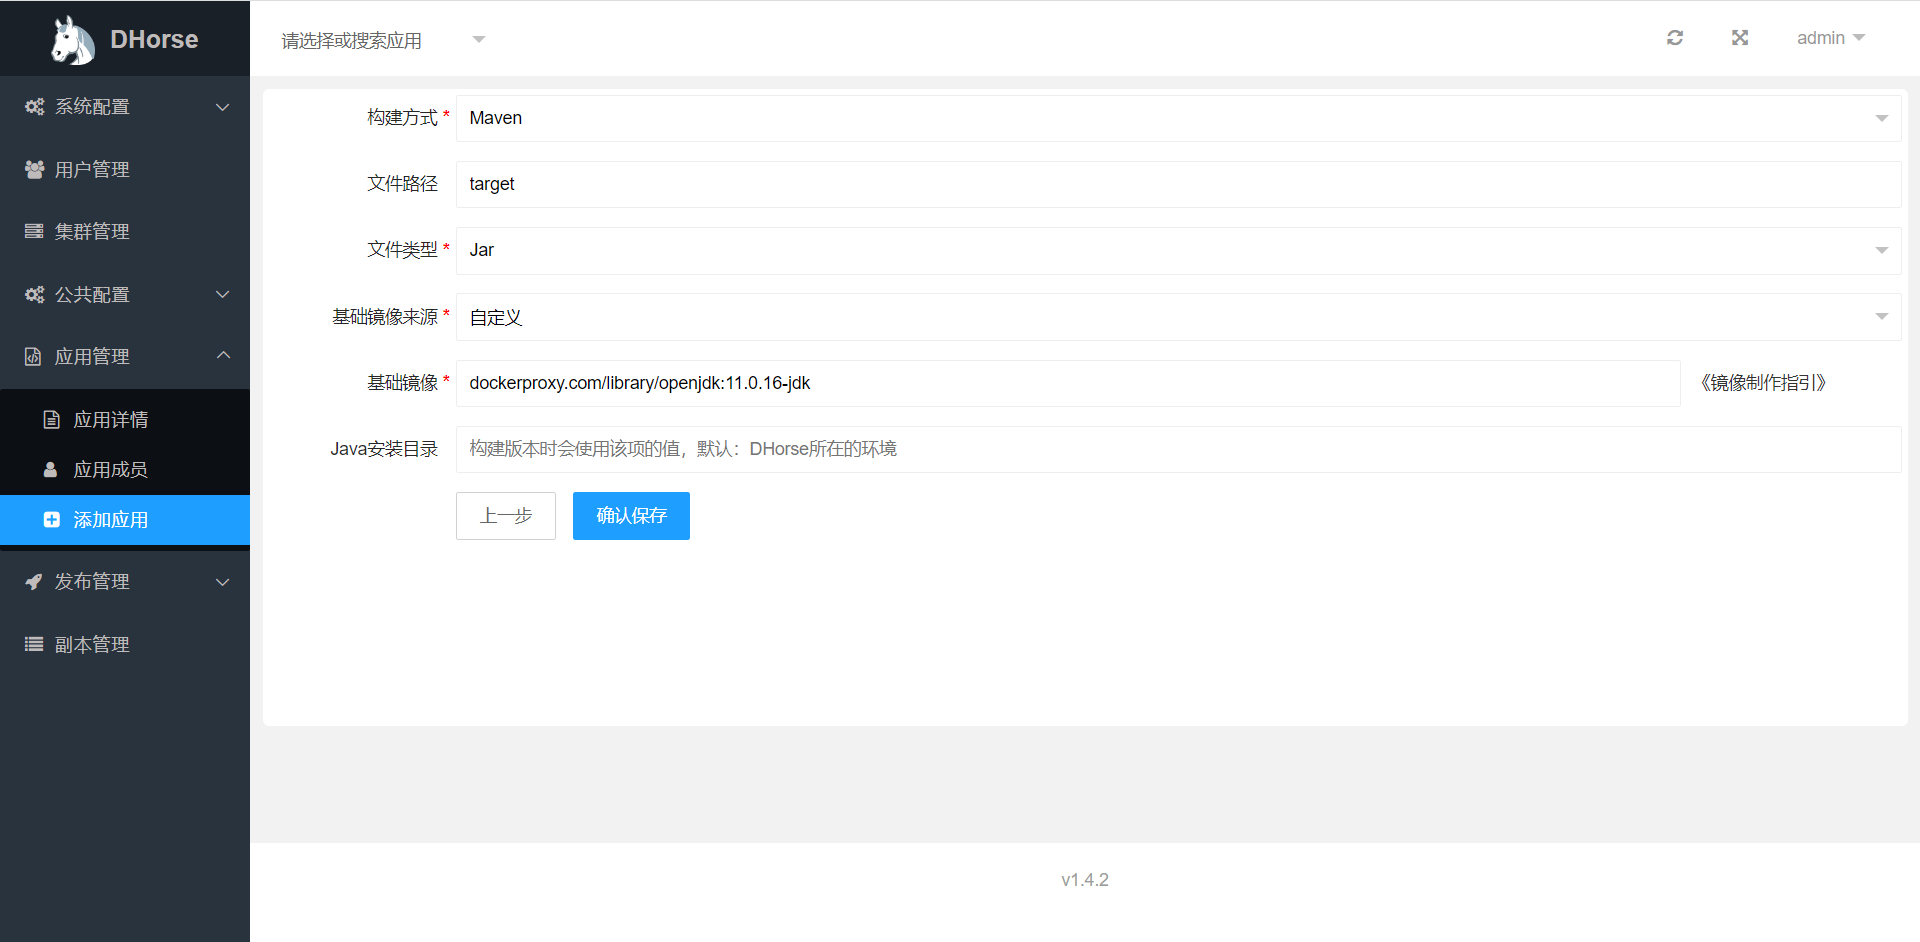 DHorse
系统配置
用户管理
集群管理
公共配置
应用管理
应用详情
应用成员
添加应用
发布管理
副本管理
请选择或搜索应用
admin
构建方式 * Maven
文件路径 target
文件类型 * Jar
基础镜像来源 * 自定义
基础镜像 * dockerproxy.com/library/openjdk:11.0.16-jdk 《镜像制作指引》
Java安装目录 构建版本时会使用该项的值，默认：DHorse所在的环境
上一步 确认保存
v1.4.2